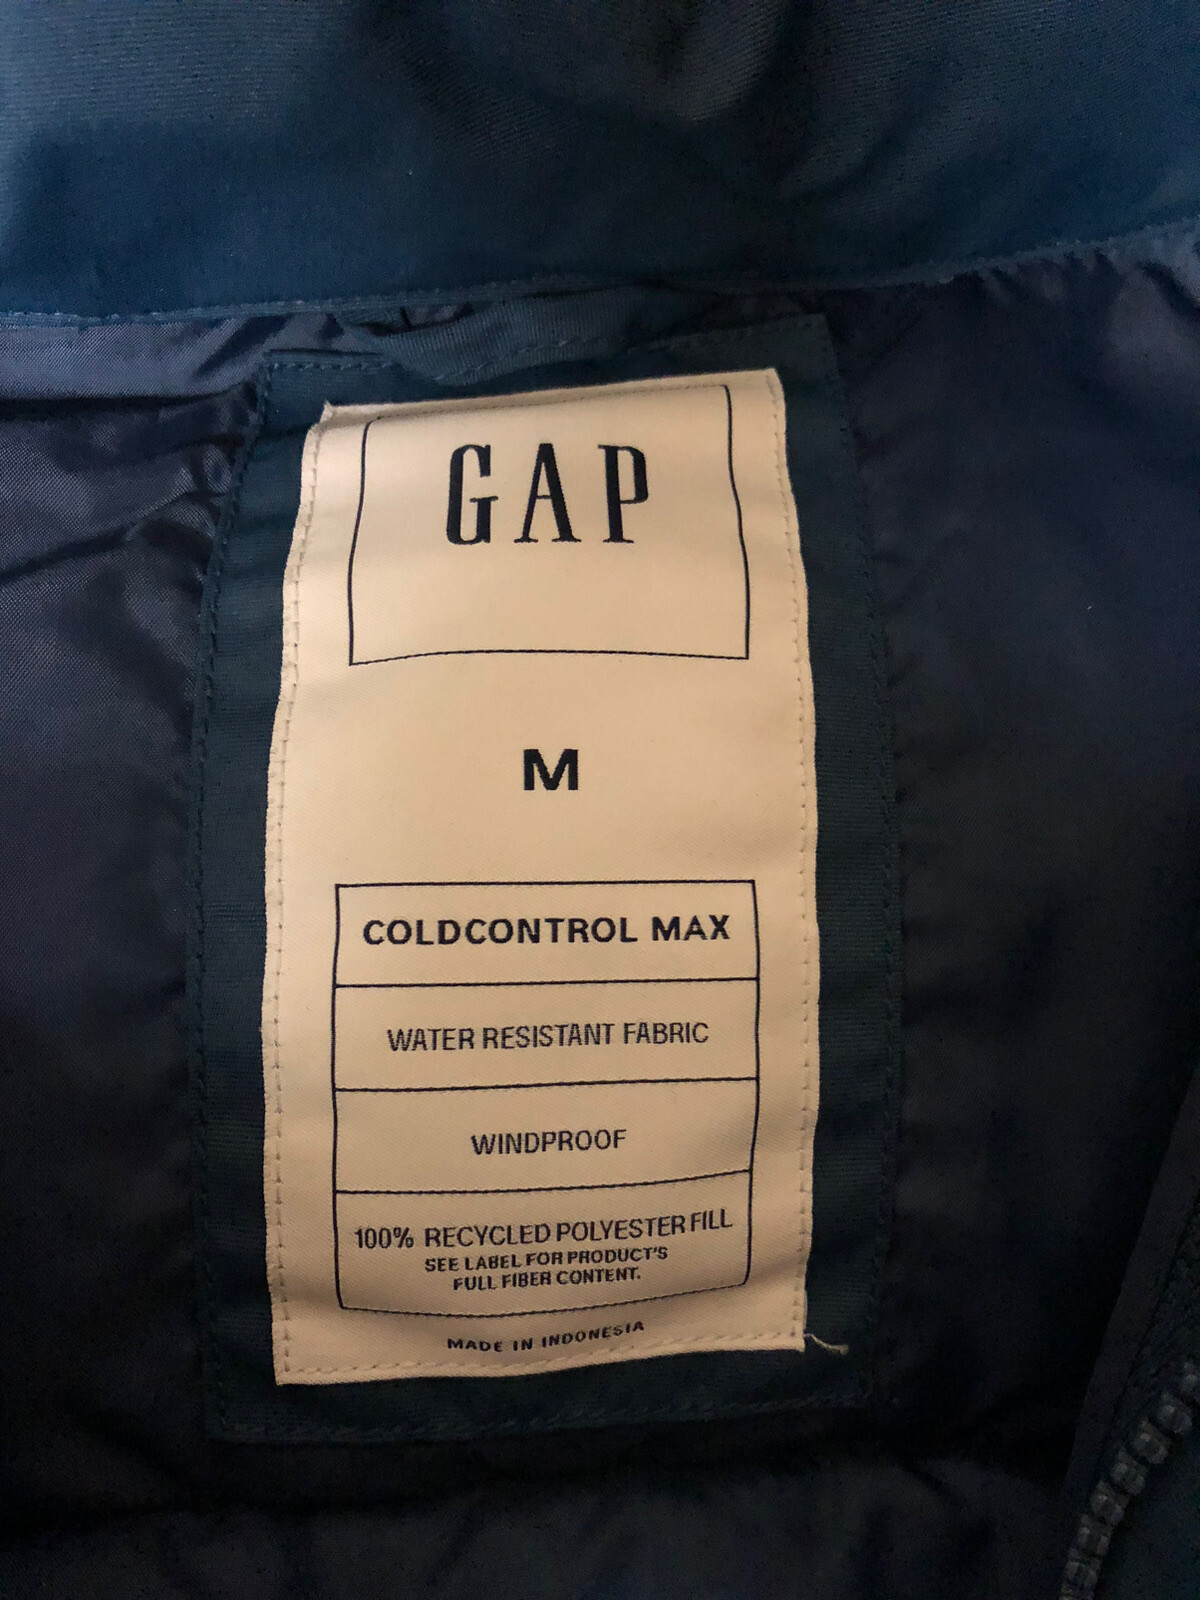 GAP
M
COLDCONTROL MAX
WATER RESISTANT FABRIC
WINDPROOF
100% RECYCLED POLYESTER FILL
SEE LABEL FOR PRODUCT'S
FULL FIBER CONTENT.
MADE IN INDONESIA